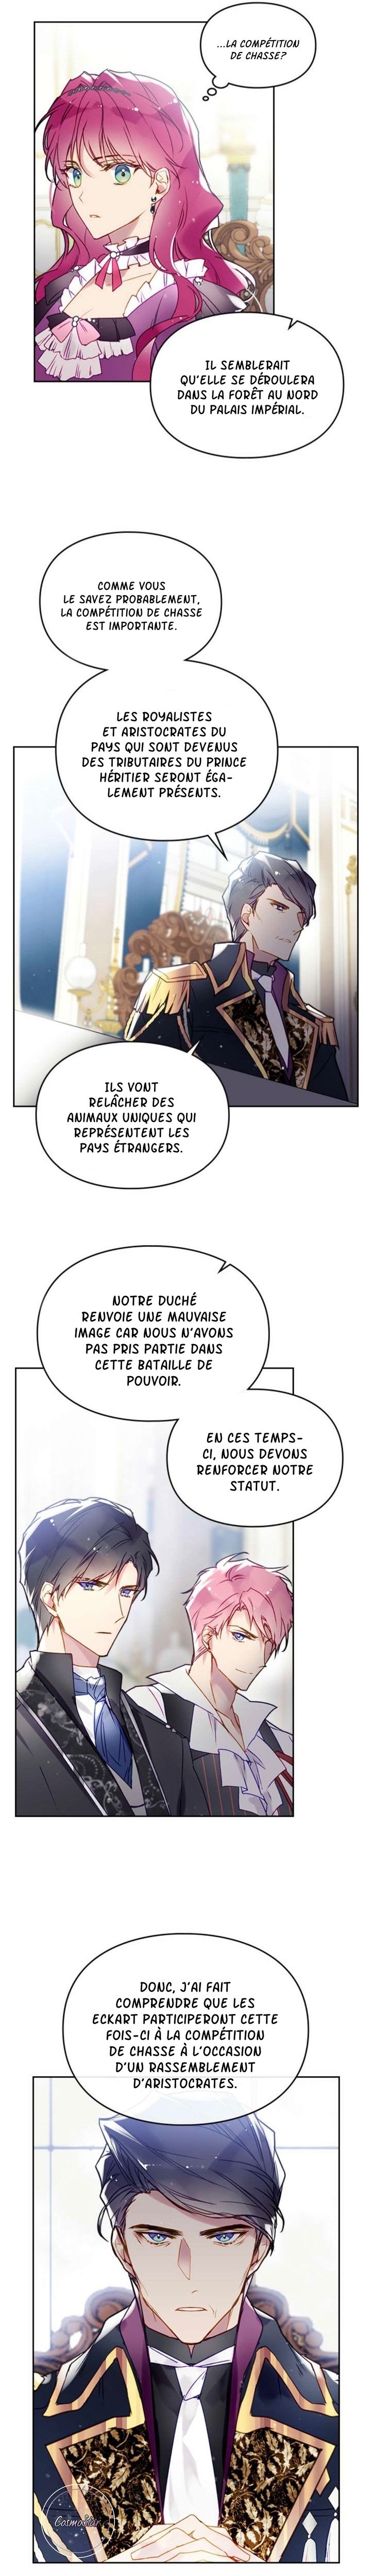 ...LA COMPÉTITION
DE CHASSE?
IL SEMBLERAIT
QU'ELLE SE DÉROULERA
DANS LA FORÊT AU NORD
DU PALAIS IMPÉRIAL.
COMME VOUS
LE SAVEZ PROBABLEMENT,
LA COMPÉTITION DE CHASSE
EST IMPORTANTE.
LES ROYALISTES
ET ARISTOCRATES DU
PAYS QUI SONT DEVENUS
DES TRIBUTAIRES DU PRINCE
HÉRITIER SERONT ÉGA-
LEMENT PRÉSENTS.
ILS VONT
RELÂCHER DES
ANIMAUX UNIQUES QUI
REPRÉSENTENT LES
PAYS ÉTRANGERS.
NOTRE DUCHÉ
RENVOIE UNE MAUVAISE
IMAGE CAR NOUS N'AVONS
PAS PRIS PARTIE DANS
CETTE BATAILLE DE
POUVOIR.
EN CES TEMPS-
CI, NOUS DEVONS
RENFORCER NOTRE
STATUT.
DONC, J'AI FAIT
COMPRENDRE QUE LES
ECKART PARTICIPERONT CETTE
FOIS-CI À LA COMPÉTITION
DE CHASSE À L'OCCASION
D'UN RASSEMBLEMENT
D'ARISTOCRATES.
CosmoStar